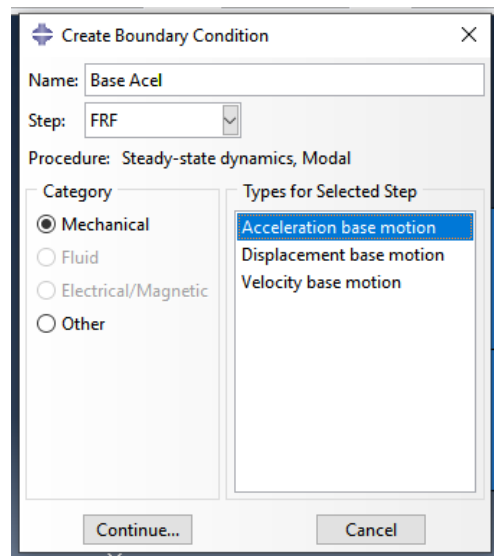 Create Boundary Condition
Name: Base Acel
Step: FRF
Procedure: Steady-state dynamics, Modal
Category
Mechanical
Fluid
Electrical/Magnetic
Other
Types for Selected Step
Acceleration base motion
Displacement base motion
Velocity base motion
Continue... Cancel